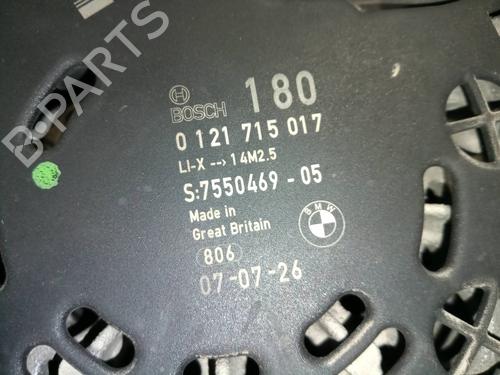 BOSCH 180
0 121 715 017
LI-X --> 14M2.5
S:7550469 - 05
Made in
Great Britain
BMW
806
07-07-26
B-PARTS